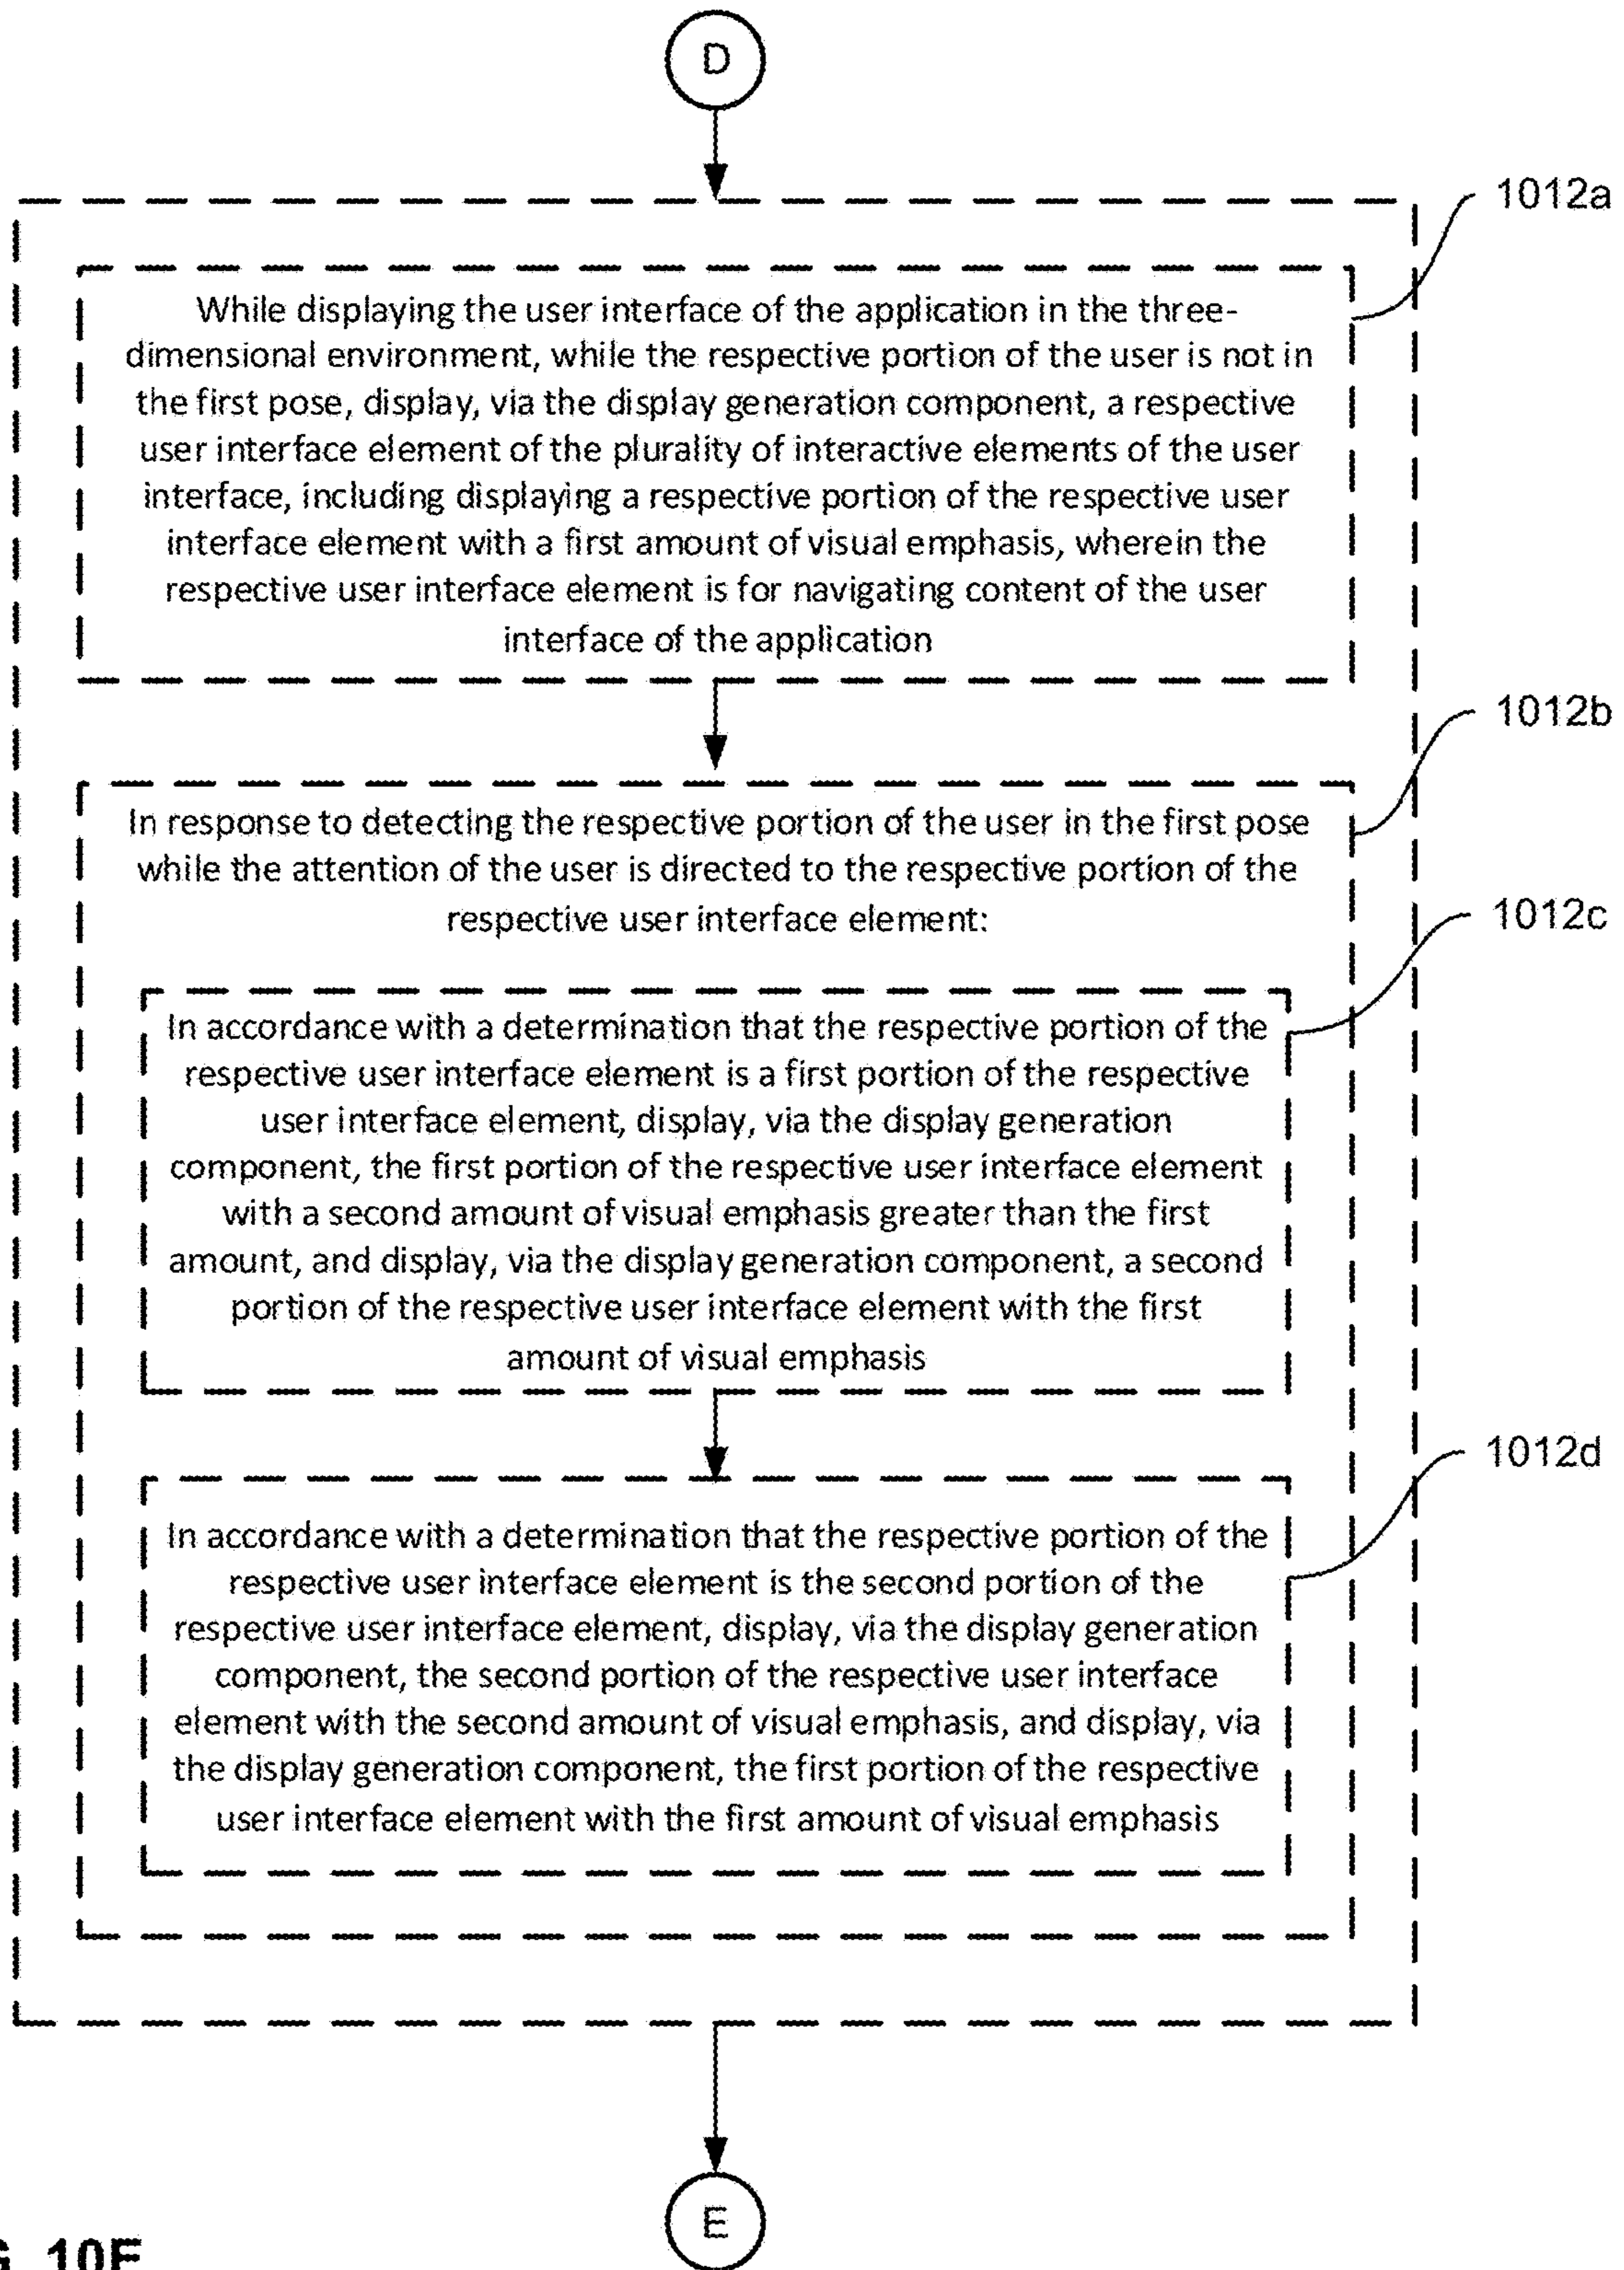 D
1012a
While displaying the user interface of the application in the three-
dimensional environment, while the respective portion of the user is not in
the first pose, display, via the display generation component, a respective
user interface element of the plurality of interactive elements of the user
interface, including displaying a respective portion of the respective user
interface element with a first amount of visual emphasis, wherein the
respective user interface element is for navigating content of the user
interface of the application
1012b
In response to detecting the respective portion of the user in the first pose
while the attention of the user is directed to the respective portion of the
respective user interface element:
1012c
In accordance with a determination that the respective portion of the
respective user interface element is a first portion of the respective
user interface element, display, via the display generation
component, the first portion of the respective user interface element
with a second amount of visual emphasis greater than the first
amount, and display, via the display generation component, a second
portion of the respective user interface element with the first
amount of visual emphasis
1012d
In accordance with a determination that the respective portion of the
respective user interface element is the second portion of the
respective user interface element, display, via the display generation
component, the second portion of the respective user interface
element with the second amount of visual emphasis, and display, via
the display generation component, the first portion of the respective
user interface element with the first amount of visual emphasis
E